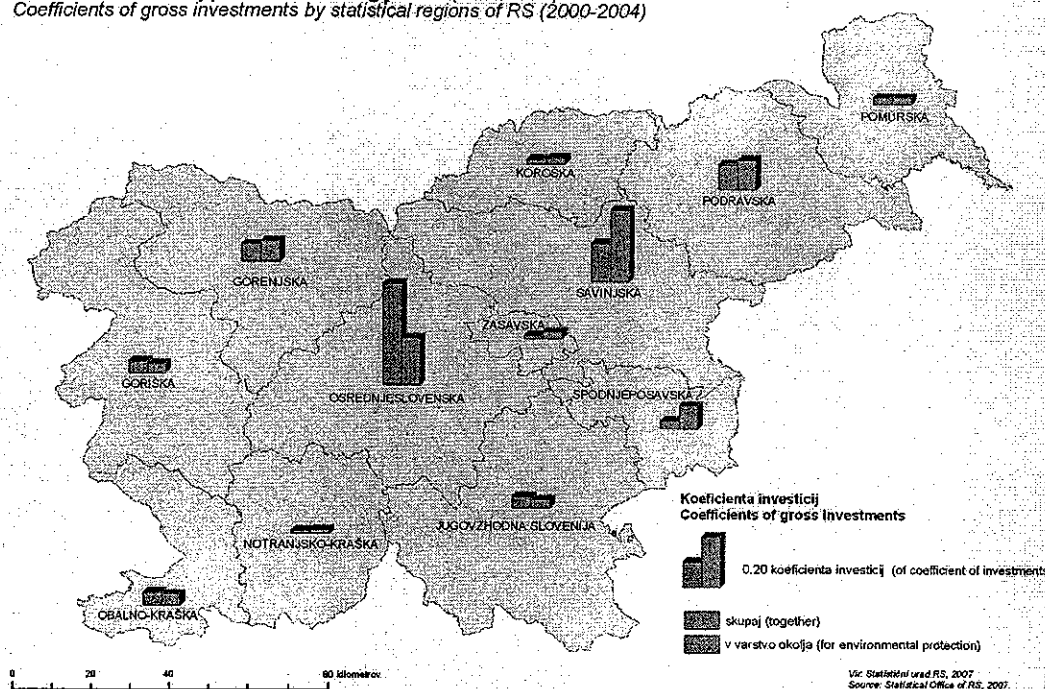 Coefficients of gross investments by statistical regions of RS (2000-2004)
POMURSKA
KOROŠKA
PODRAVSKA
GORENJSKA
SAVINJSKA
ZASAVSKA
GORIŠKA
OSREDNJESLOVENSKA
SPODNJEPOSAVSKA
Koeficienta investicij
Coefficients of gross investments
JUGOVZHODNA SLOVENIJA
NOTRANJSKO-KRAŠKA
0.20 koeficienta investicij (of coefficient of investments
OBALNO-KRAŠKA
skupaj (together)
v varstvo okolja (for environmental protection)
0 20 40 80 kilometrov
Vir: Statistični urad RS, 2007
Source: Statistical Office of RS, 2007.